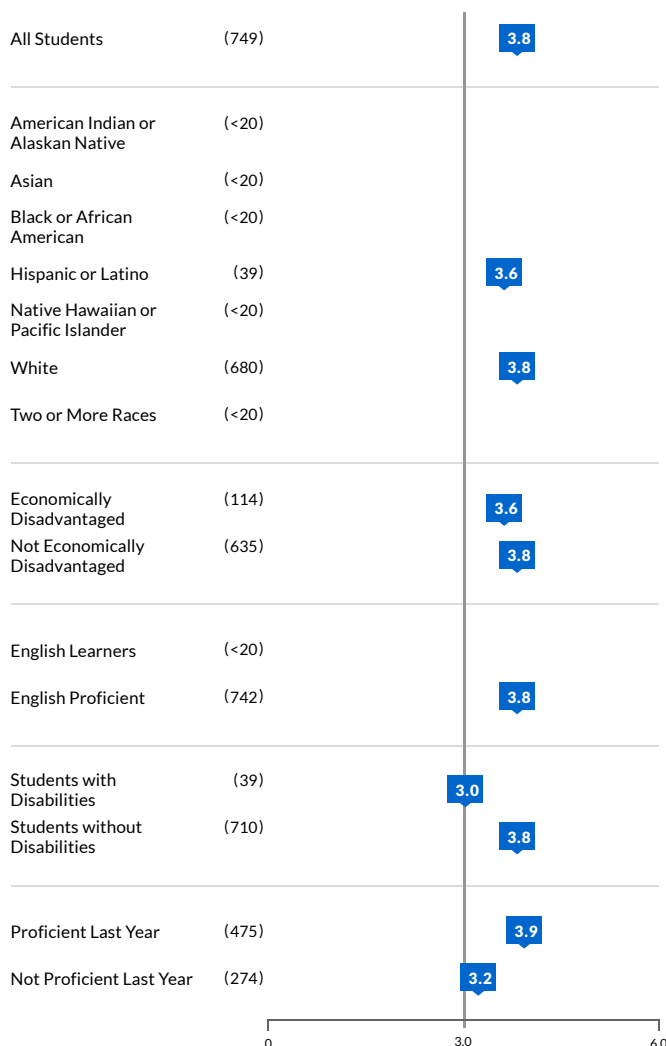 All Students (749) 3.8
American Indian or (<20)
Alaskan Native
Asian (<20)
Black or African (<20)
American
Hispanic or Latino (39) 3.6
Native Hawaiian or (<20)
Pacific Islander
White (680) 3.8
Two or More Races (<20)
Economically (114) 3.6
Disadvantaged
Not Economically (635) 3.8
Disadvantaged
English Learners (<20)
English Proficient (742) 3.8
Students with (39) 3.0
Disabilities
Students without (710) 3.8
Disabilities
Proficient Last Year (475) 3.9
Not Proficient Last Year (274) 3.2
0 3.0 6.0